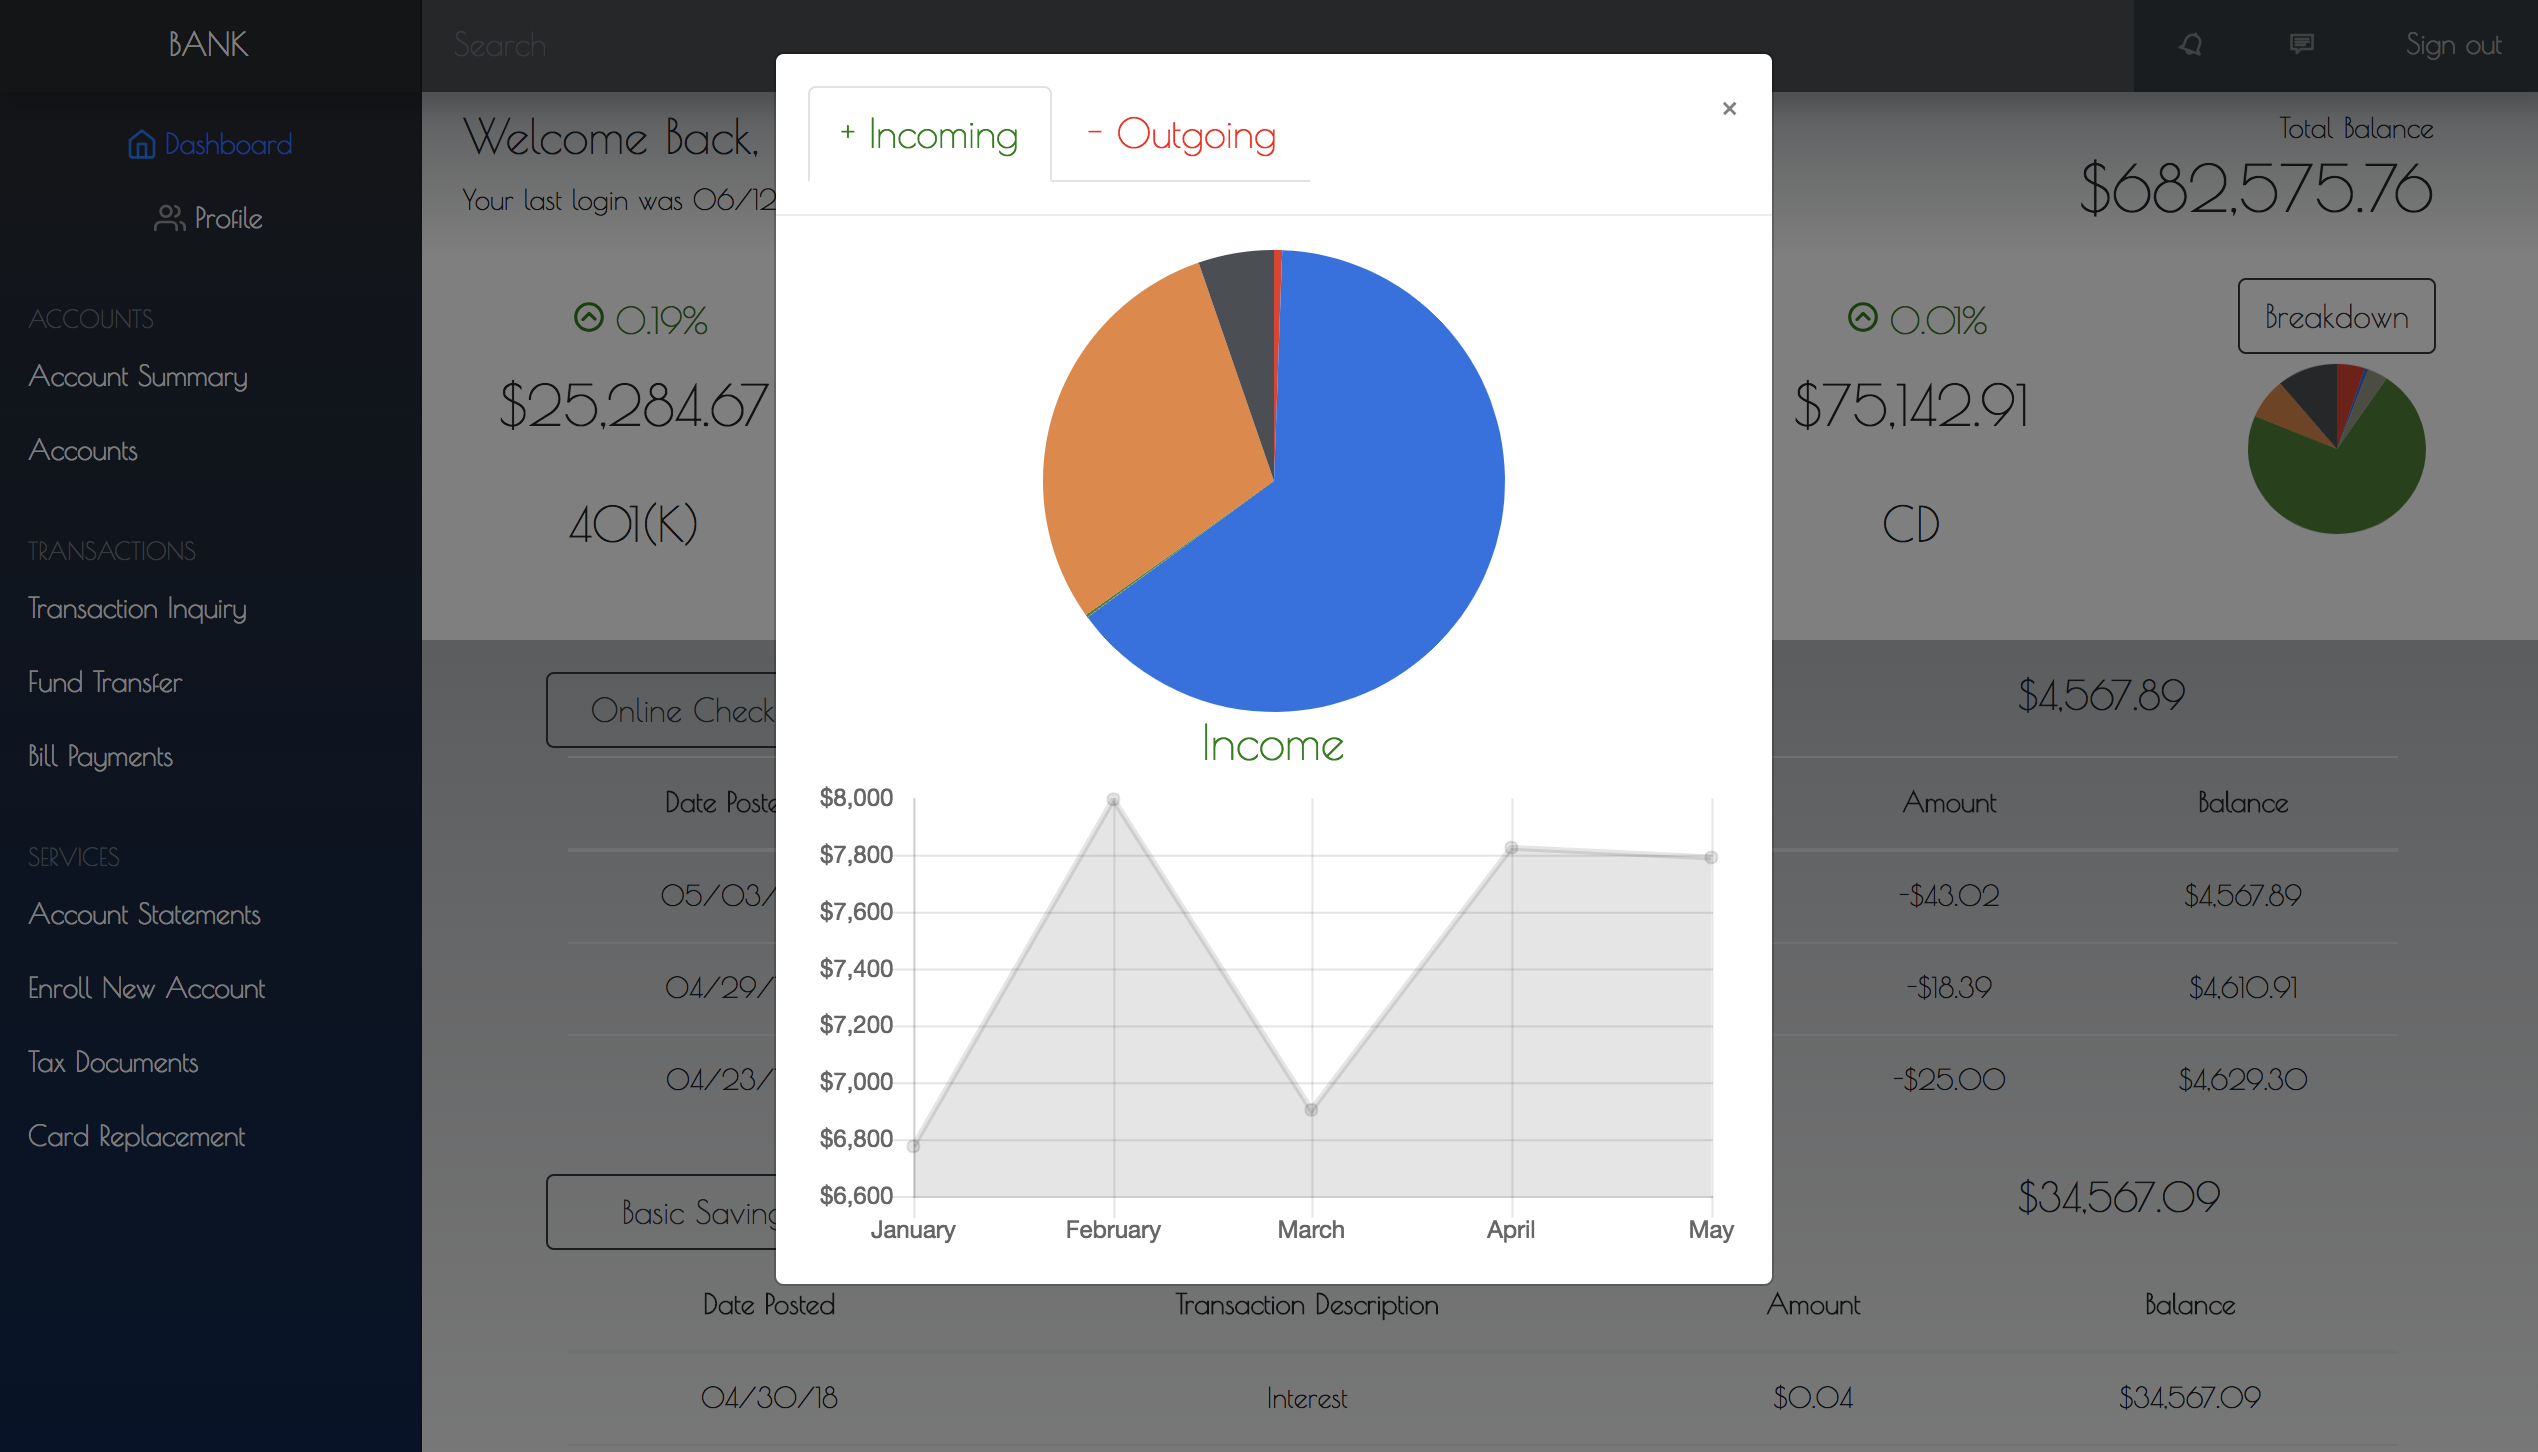 BANK
Search
Sign out
Dashboard
Profile
ACCOUNTS
Account Summary
Accounts
TRANSACTIONS
Transaction Inquiry
Fund Transfer
Bill Payments
SERVICES
Account Statements
Enroll New Account
Tax Documents
Card Replacement
Welcome Back,
Your last login was 06/12
Total Balance
$682,575.76
0.19%
$25,284.67
401(K)
0.01%
$75,142.91
CD
Breakdown
+ Incoming
- Outgoing
×
Income
$8,000
$7,800
$7,600
$7,400
$7,200
$7,000
$6,800
$6,600
January February March April May
Online Check
$4,567.89
Date Poste Amount Balance
05/03/ -$43.02 $4,567.89
04/29/ -$18.39 $4,610.91
04/23/ -$25.00 $4,629.30
Basic Saving
$34,567.09
Date Posted Transaction Description Amount Balance
04/30/18 Interest $0.04 $34,567.09